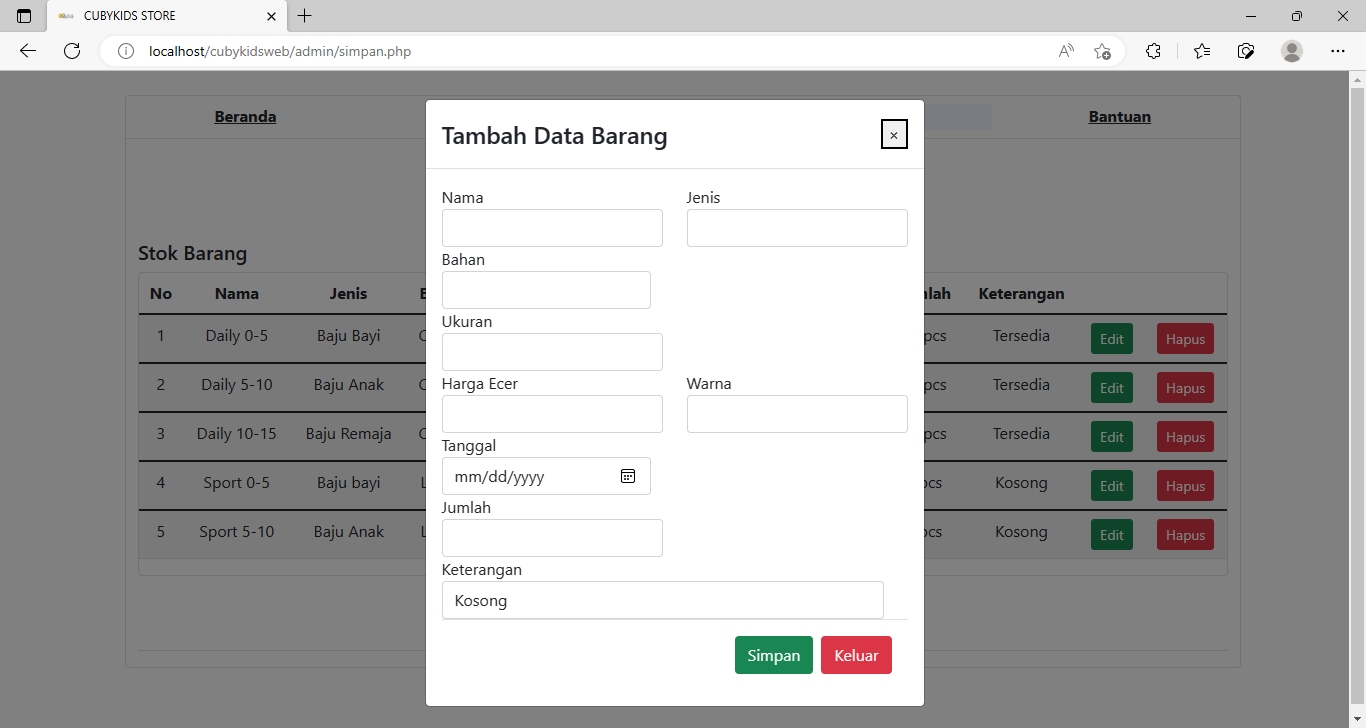 CUBYKIDS STORE
localhost/cubykidsweb/admin/simpan.php
Beranda
Bantuan
Tambah Data Barang
×
Nama
Jenis
Bahan
Ukuran
Harga Ecer
Warna
Tanggal
mm/dd/yyyy
Jumlah
Keterangan
Kosong
Simpan
Keluar
Stok Barang
No Nama Jenis Keterangan
1 Daily 0-5 Baju Bayi pcs Tersedia Edit Hapus
2 Daily 5-10 Baju Anak pcs Tersedia Edit Hapus
3 Daily 10-15 Baju Remaja pcs Tersedia Edit Hapus
4 Sport 0-5 Baju bayi pcs Kosong Edit Hapus
5 Sport 5-10 Baju Anak pcs Kosong Edit Hapus